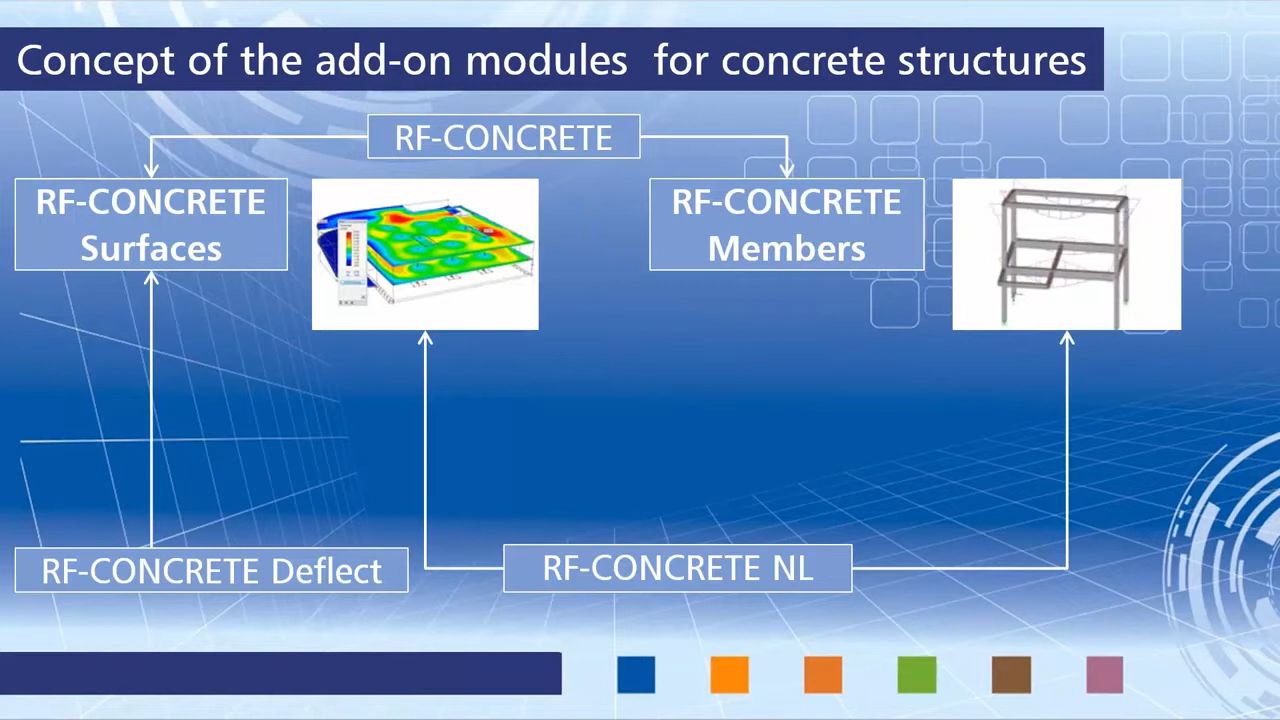 Concept of the add-on modules for concrete structures
RF-CONCRETE
RF-CONCRETE
Surfaces
RF-CONCRETE
Members
RF-CONCRETE Deflect
RF-CONCRETE NL